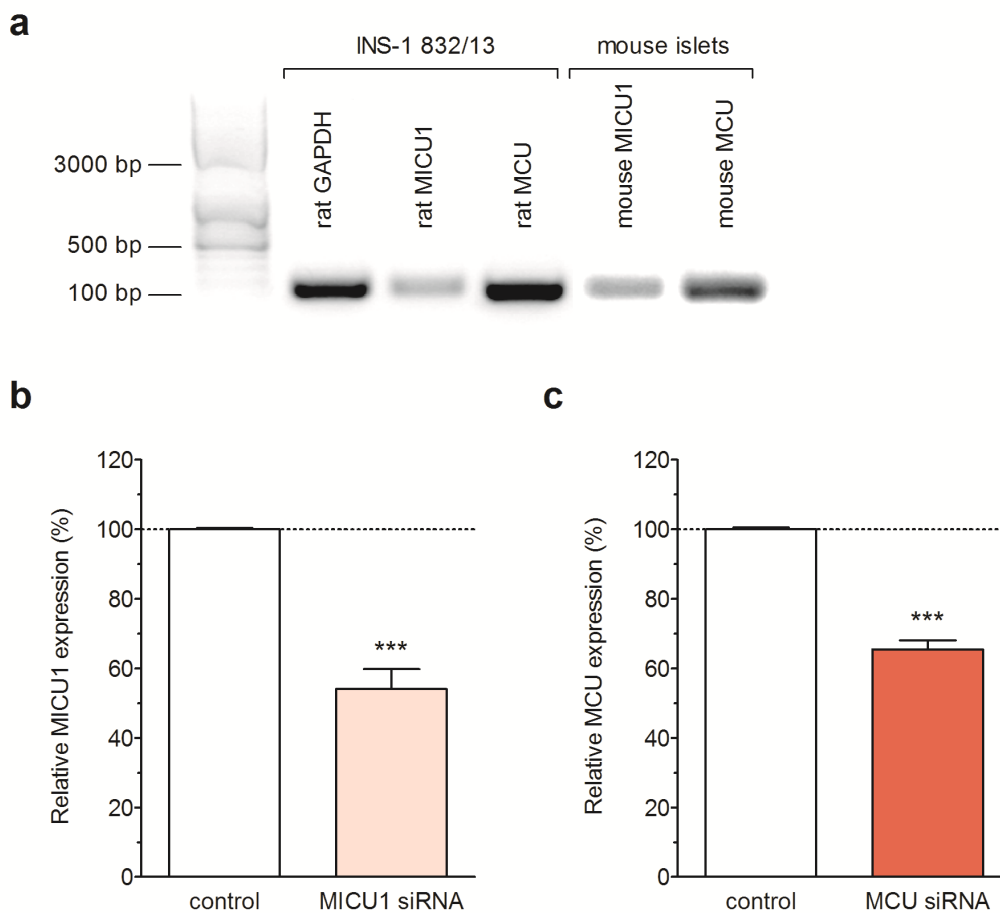 a
INS-1 832/13
mouse islets
rat GAPDH
rat MICU1
rat MCU
mouse MICU1
mouse MCU
3000 bp
500 bp
100 bp
b
Relative MICU1 expression (%)
120
100
80
60
40
20
0
***
control
MICU1 siRNA
c
Relative MCU expression (%)
120
100
80
60
40
20
0
***
control
MCU siRNA